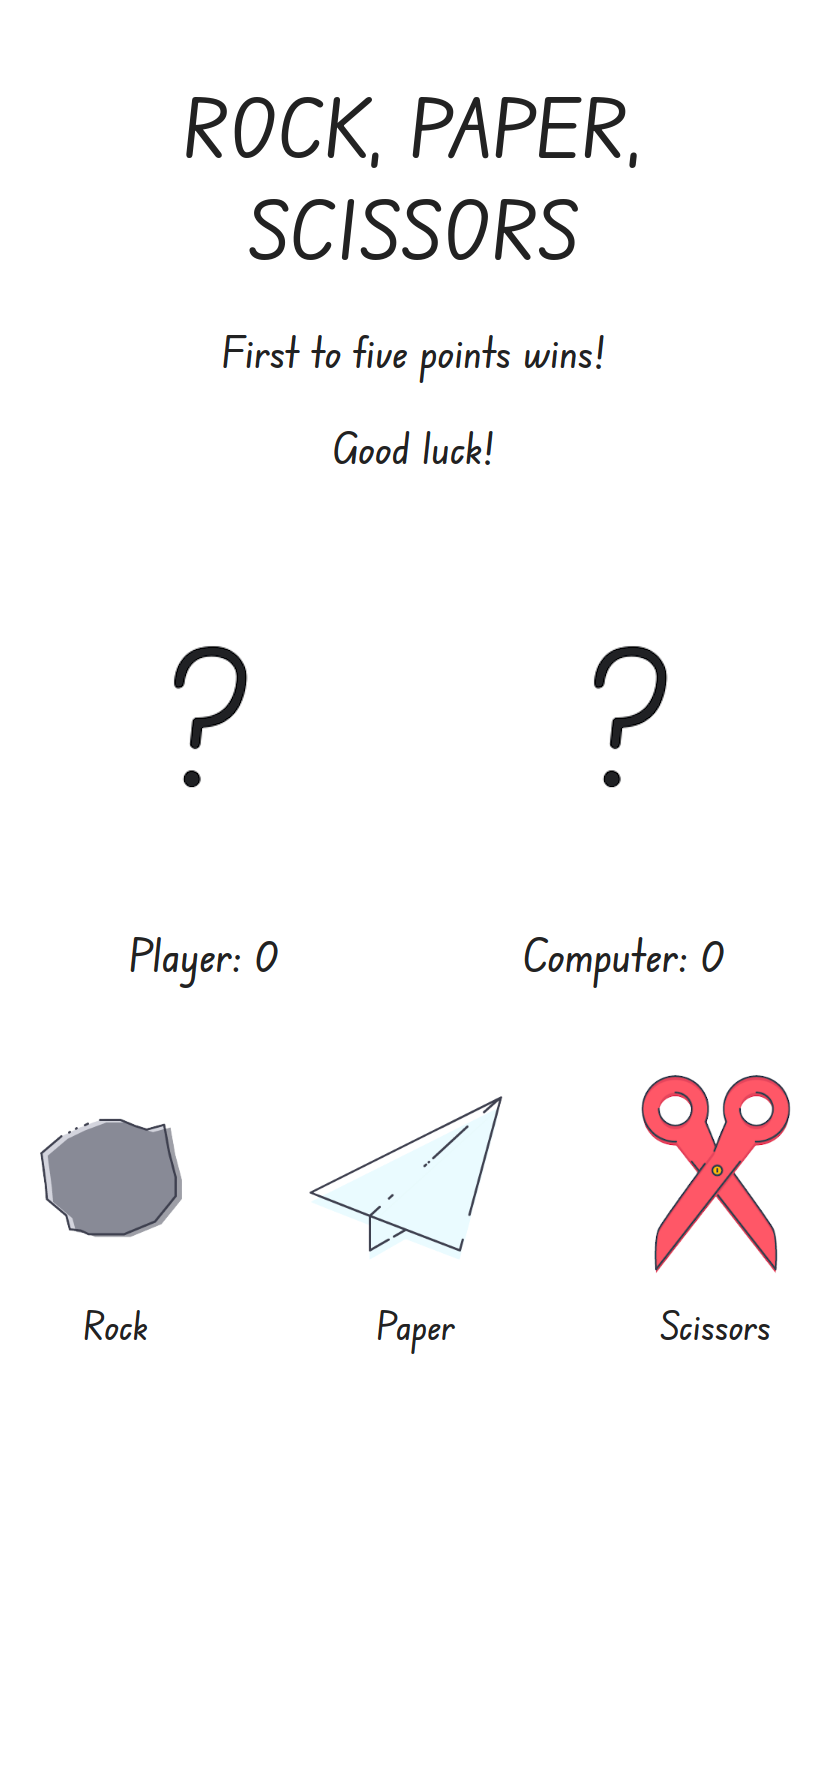 ROCK, PAPER,
SCISSORS
First to five points wins!
Good luck!
? ?
Player: 0 Computer: 0
Rock Paper Scissors